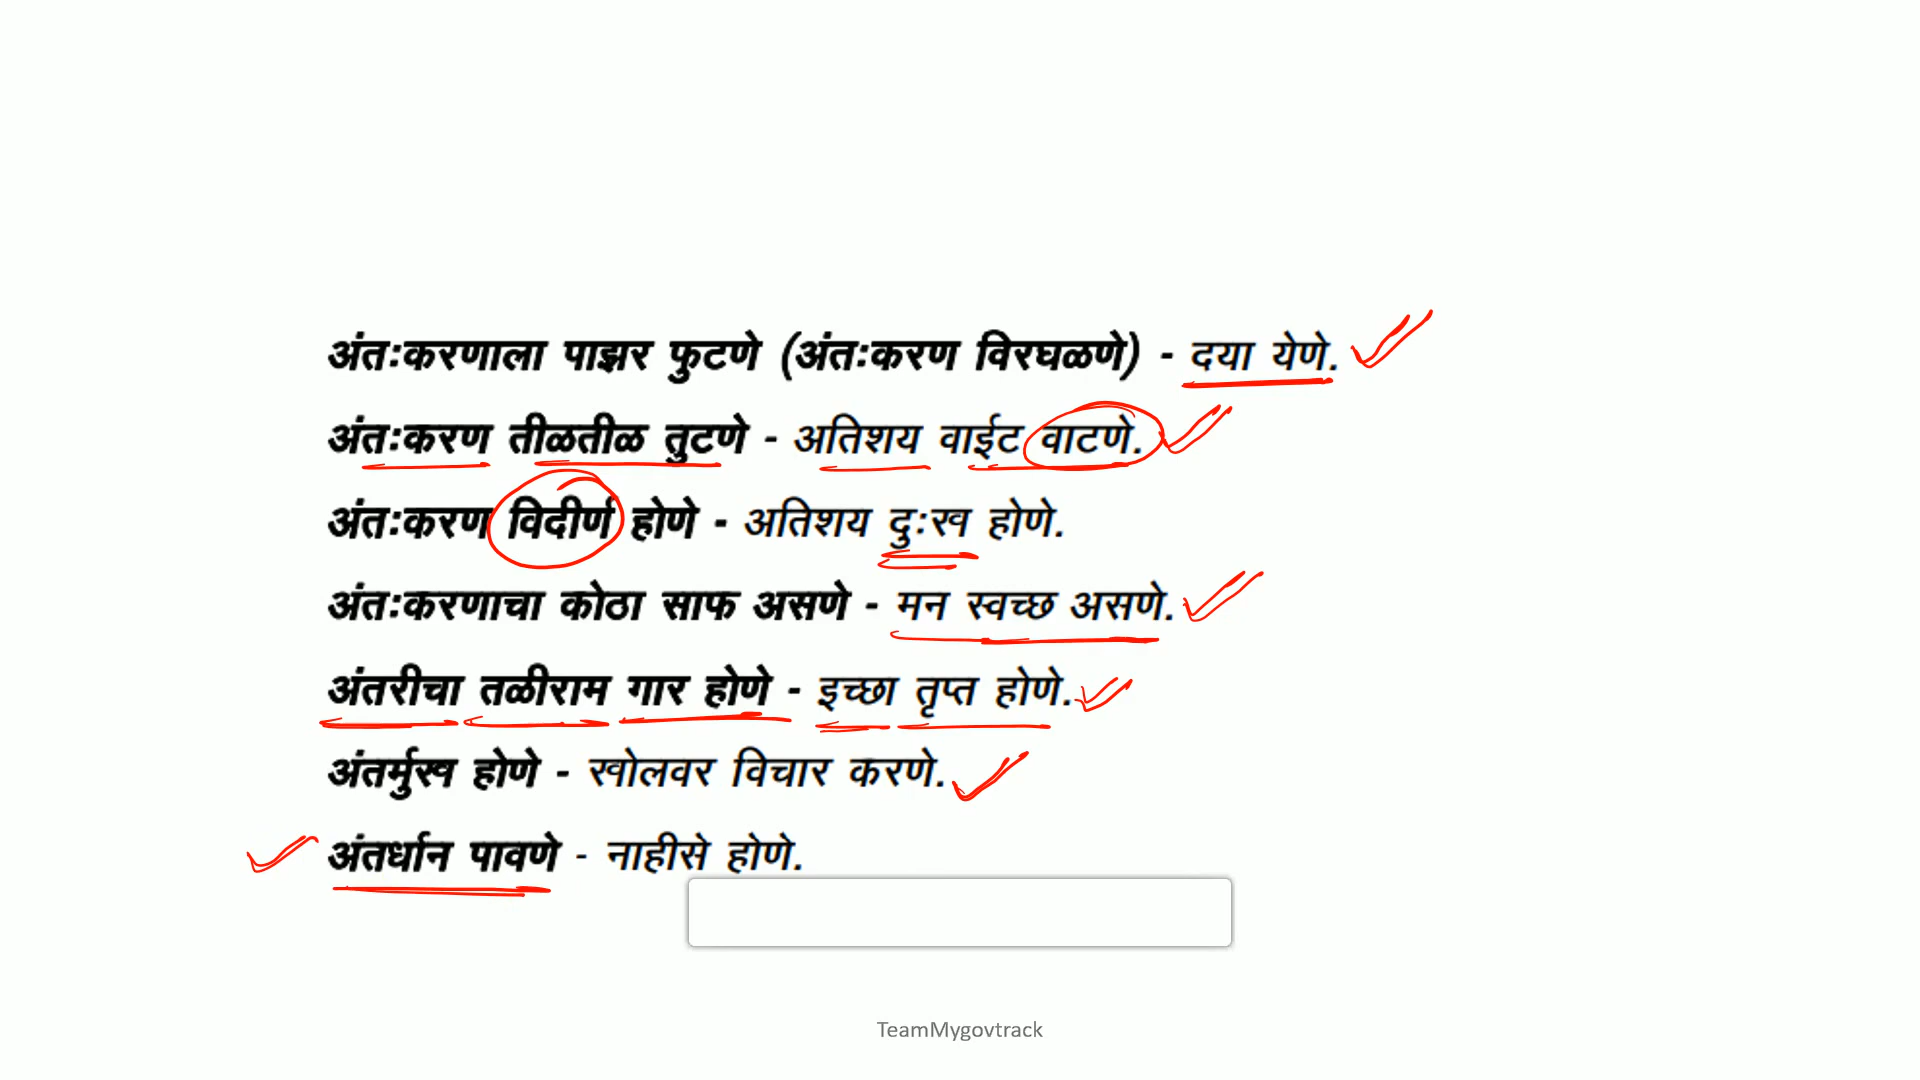 अंतःकरणाला पाझर फुटणे (अंतःकरण विरघळणे) - दया येणे.
अंतःकरण तीळतीळ तुटणे - अतिशय वाईट वाटणे.
अंतःकरण विदीर्ण होणे - अतिशय दुःख होणे.
अंतःकरणाचा कोठा साफ असणे - मन स्वच्छ असणे.
अंतरीचा तळीराम गार होणे - इच्छा तृप्त होणे.
अंतर्मुख होणे - खोलवर विचार करणे.
अंतर्धान पावणे - नाहीसे होणे.
TeamMygovtrack